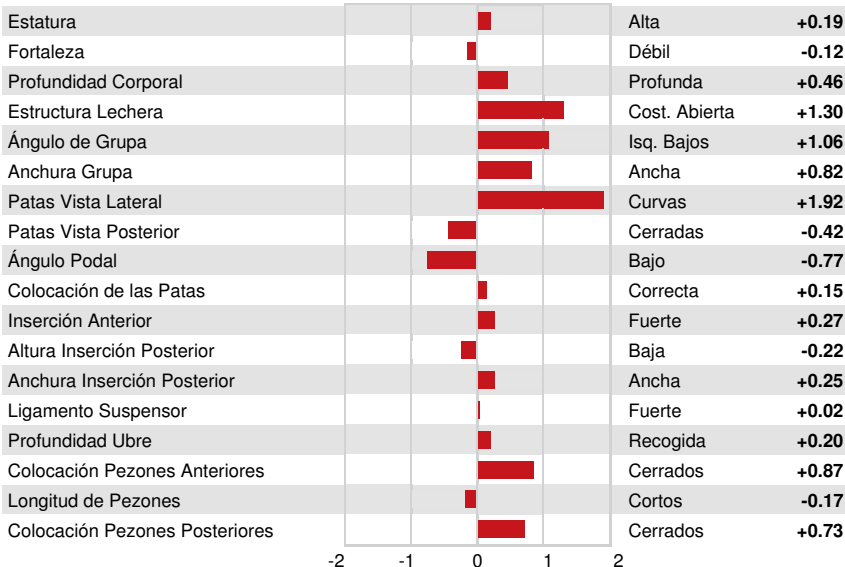 Estatura Alta +0.19
Fortaleza Débil -0.12
Profundidad Corporal Profunda +0.46
Estructura Lechera Cost. Abierta +1.30
Ángulo de Grupa Isq. Bajos +1.06
Anchura Grupa Ancha +0.82
Patas Vista Lateral Curvas +1.92
Patas Vista Posterior Cerradas -0.42
Ángulo Podal Bajo -0.77
Colocación de las Patas Correcta +0.15
Inserción Anterior Fuerte +0.27
Altura Inserción Posterior Baja -0.22
Anchura Inserción Posterior Ancha +0.25
Ligamento Suspensor Fuerte +0.02
Profundidad Ubre Recogida +0.20
Colocación Pezones Anteriores Cerrados +0.87
Longitud de Pezones Cortos -0.17
Colocación Pezones Posteriores Cerrados +0.73
-2 -1 0 1 2